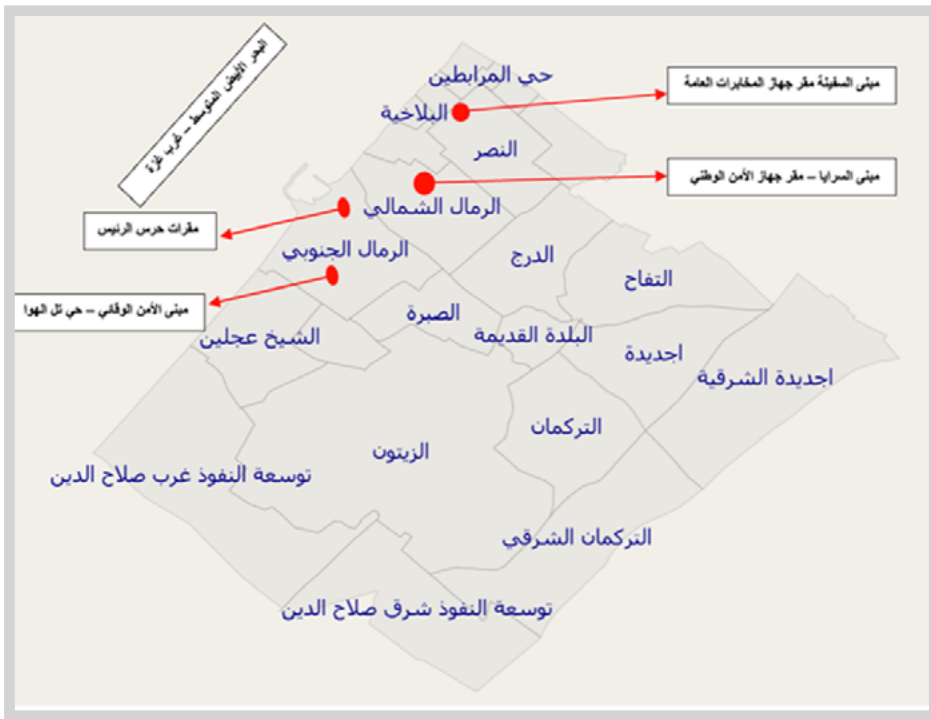 البحر الأبيض المتوسط – غرب غزة
حي المرابطين
مبنى السفينة مقر جهاز المخابرات العامة
البلاخية
النصر
مبنى السرايا – مقر جهاز الأمن الوطني
الرمال الشمالي
مقرات حرس الرئيس
الرمال الجنوبي
الدرج
التفاح
مبنى الأمن الوقائي – حي تل الهوا
الصبرة
البلدة القديمة
الشيخ عجلين
اجديدة
اجديدة الشرقية
التركمان
الزيتون
توسعة النفوذ غرب صلاح الدين
التركمان الشرقي
توسعة النفوذ شرق صلاح الدين